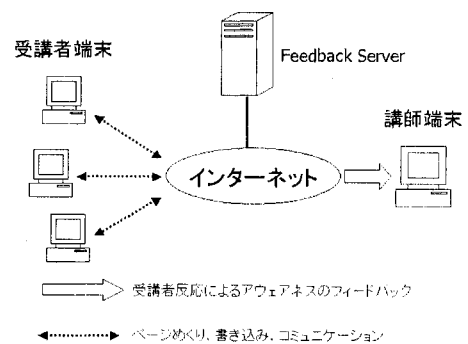 受講者端末
Feedback Server
講師端末
インターネット
受講者反応によるアウェアネスのフィードバック
ページめくり、書き込み、コミュニケーション